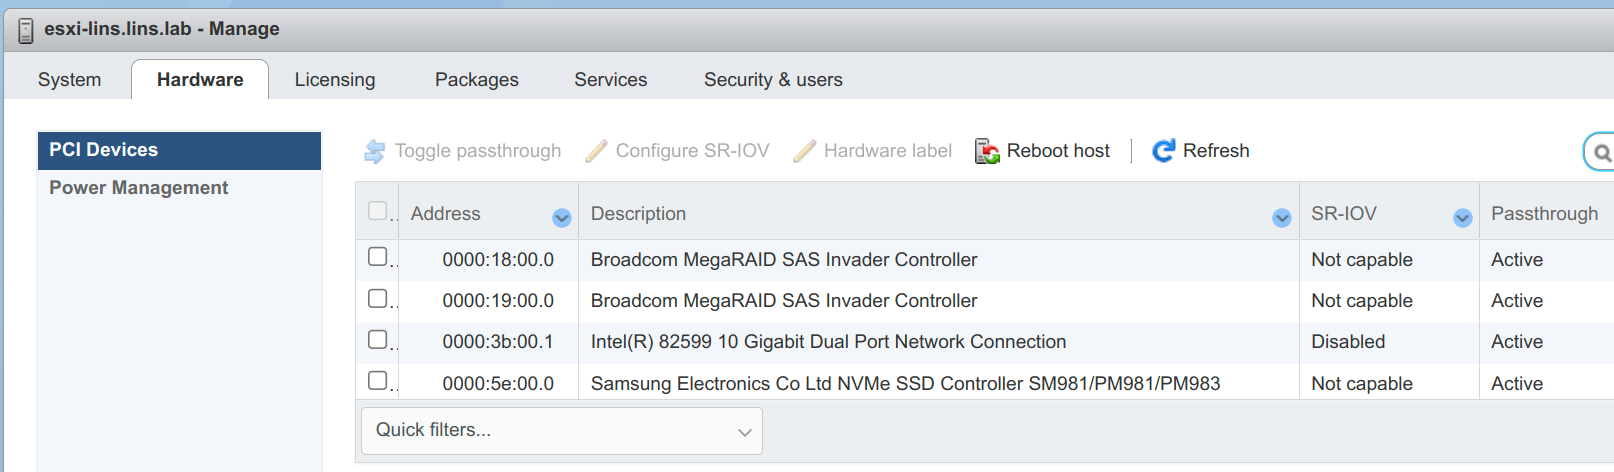 esxi-lins.lins.lab - Manage
System Hardware Licensing Packages Services Security & users
PCI Devices
Power Management
Toggle passthrough Configure SR-IOV Hardware label Reboot host Refresh
Address Description SR-IOV Passthrough
0000:18:00.0 Broadcom MegaRAID SAS Invader Controller Not capable Active
0000:19:00.0 Broadcom MegaRAID SAS Invader Controller Not capable Active
0000:3b:00.1 Intel(R) 82599 10 Gigabit Dual Port Network Connection Disabled Active
0000:5e:00.0 Samsung Electronics Co Ltd NVMe SSD Controller SM981/PM981/PM983 Not capable Active
Quick filters...